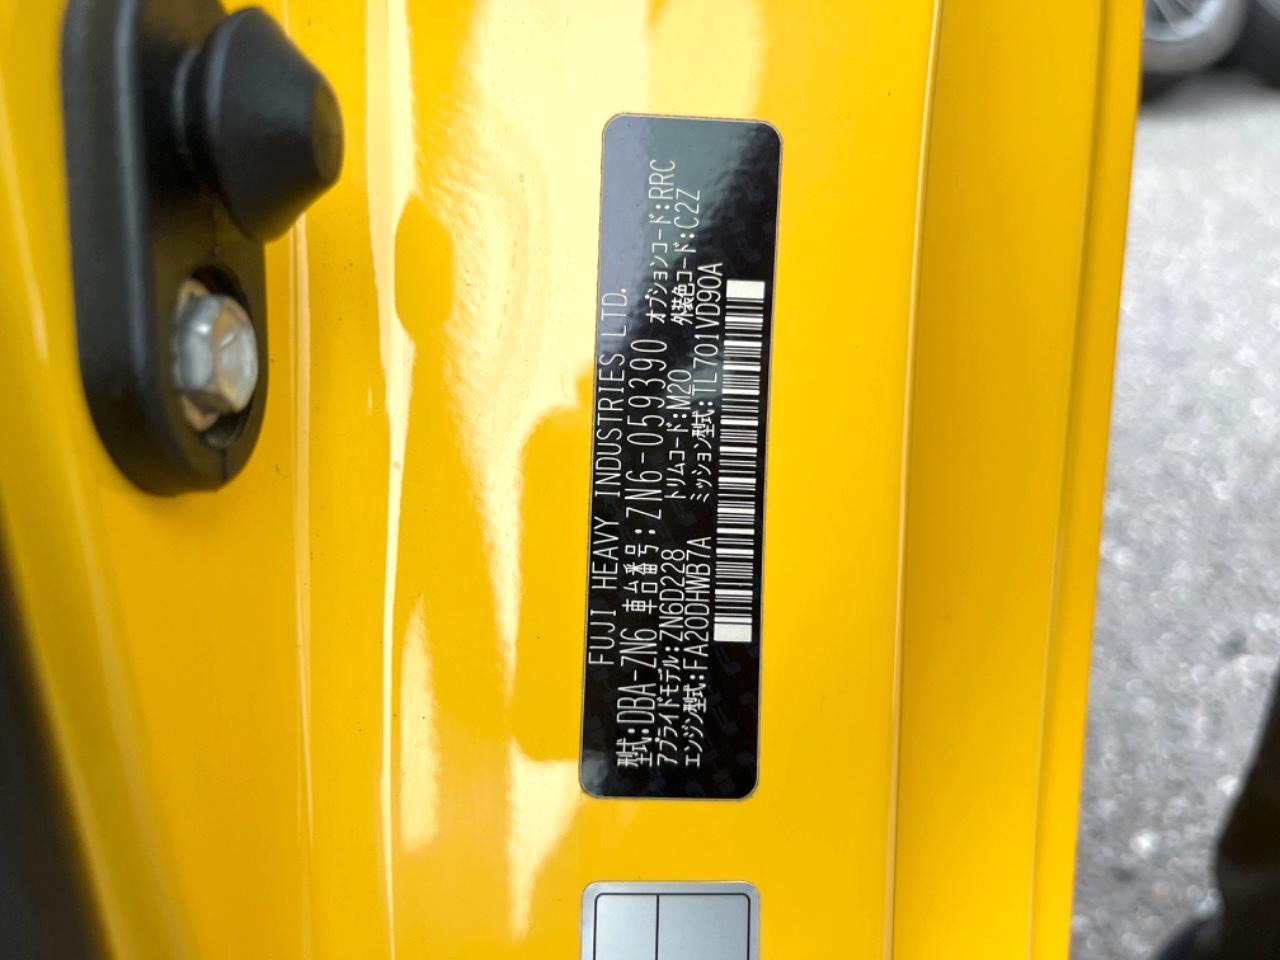 FUJI HEAVY INDUSTRIES LTD.
型式:DBA-ZN6 車台番号:ZN6-059390
アプライドモデル:ZN6D228 トリムコード:M20 オプションコード:RRC
エンジン型式:FA20DHWB7A ミッション型式:TL701VD90A 外装色コード:C2Z